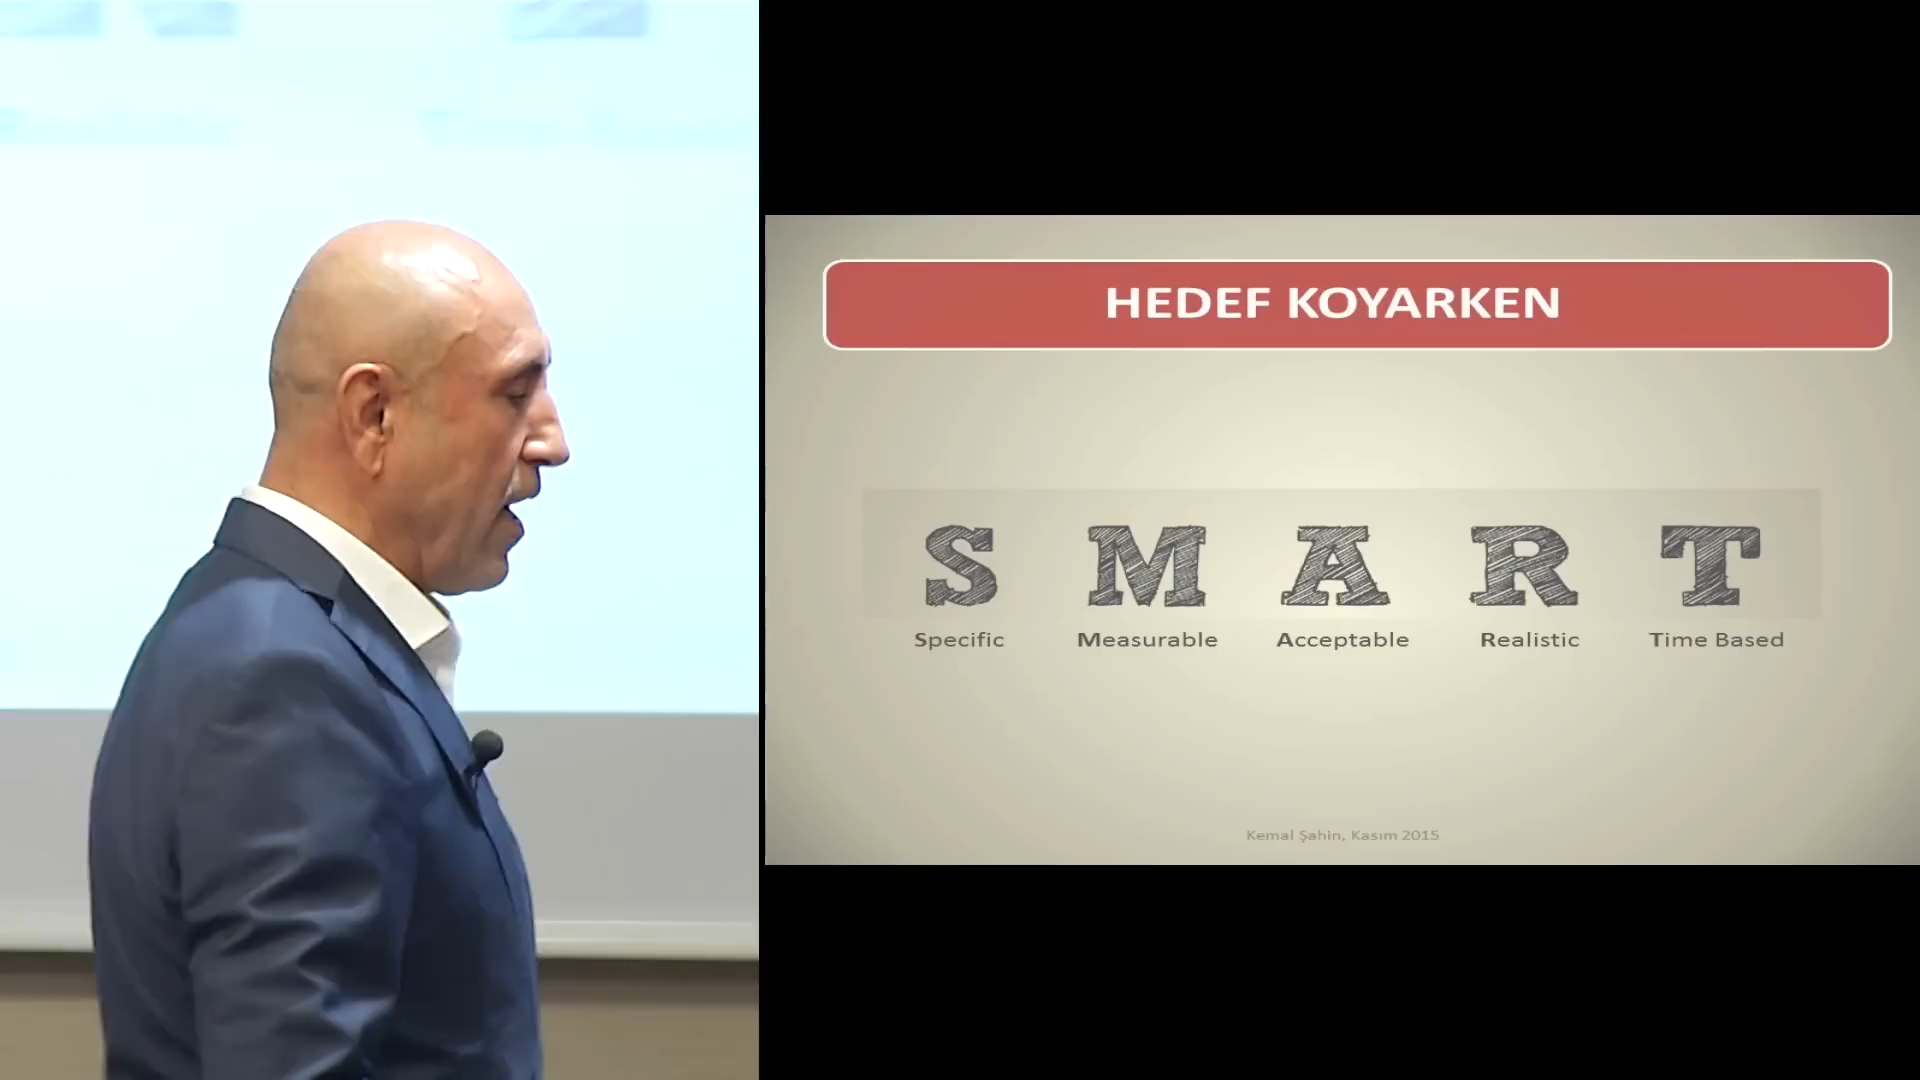 HEDEF KOYARKEN
S M A R T
Specific Measurable Acceptable Realistic Time Based
Kemal Şahin, Kasım 2015